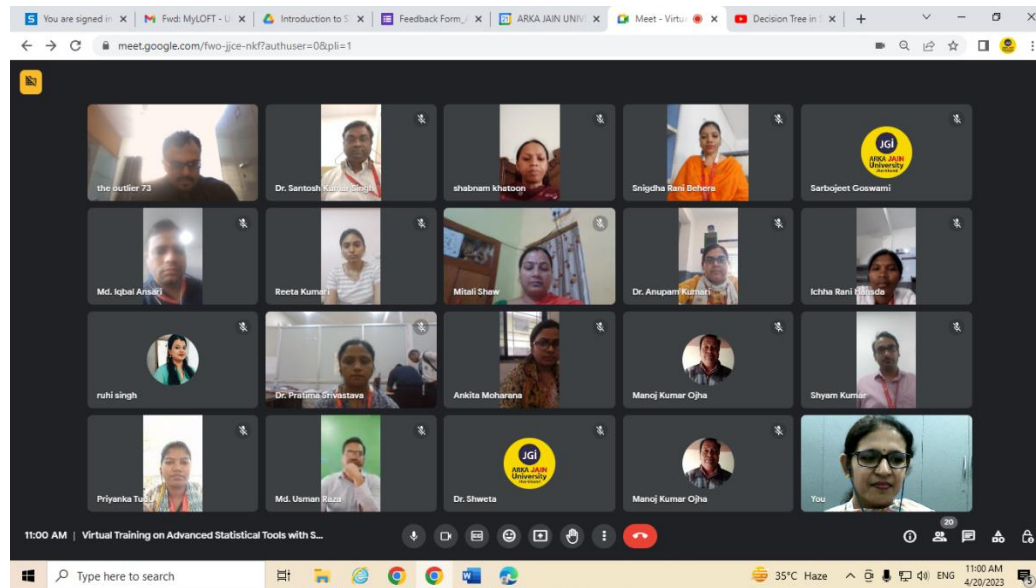 You are signed in
Fwd: MyLOFT - U
Introduction to S
Feedback Form_
ARKA JAIN UNIV
Meet - Virtu
Decision Tree in
meet.google.com/fwo-jjce-nkf?authuser=0&pli=1
the outlier 73
Dr. Santosh Kumar Singh
shabnam khatoon
Snigdha Rani Behera
JGi
ARKA JAIN
University
Jharkhand
Sarbojeet Goswami
Md. Iqbal Ansari
Reeta Kumari
Mitali Shaw
Dr. Anupam Kumari
Ichha Rani Hansda
ruhi singh
Dr. Pratima Srivastava
Ankita Moharana
Manoj Kumar Ojha
Shyam Kumar
Priyanka Tudu
Md. Usman Raza
JGi
ARKA JAIN
University
Jharkhand
Dr. Shweta
Manoj Kumar Ojha
You
11:00 AM | Virtual Training on Advanced Statistical Tools with S...
20
Type here to search
35°C Haze
ENG
11:00 AM
4/20/2023